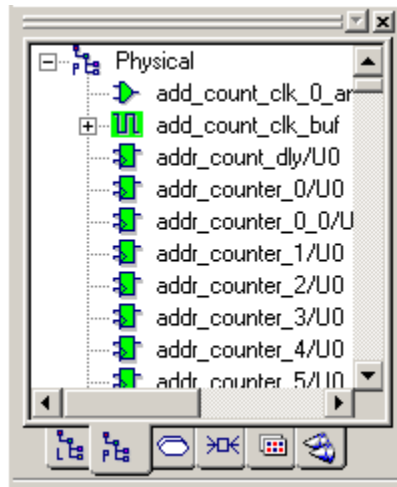 Physical
add_count_clk_0_ar
add_count_clk_buf
addr_count_dly/U0
addr_counter_0/U0
addr_counter_0_0/U
addr_counter_1/U0
addr_counter_2/U0
addr_counter_3/U0
addr_counter_4/U0
addr_counter_5/U0
L P